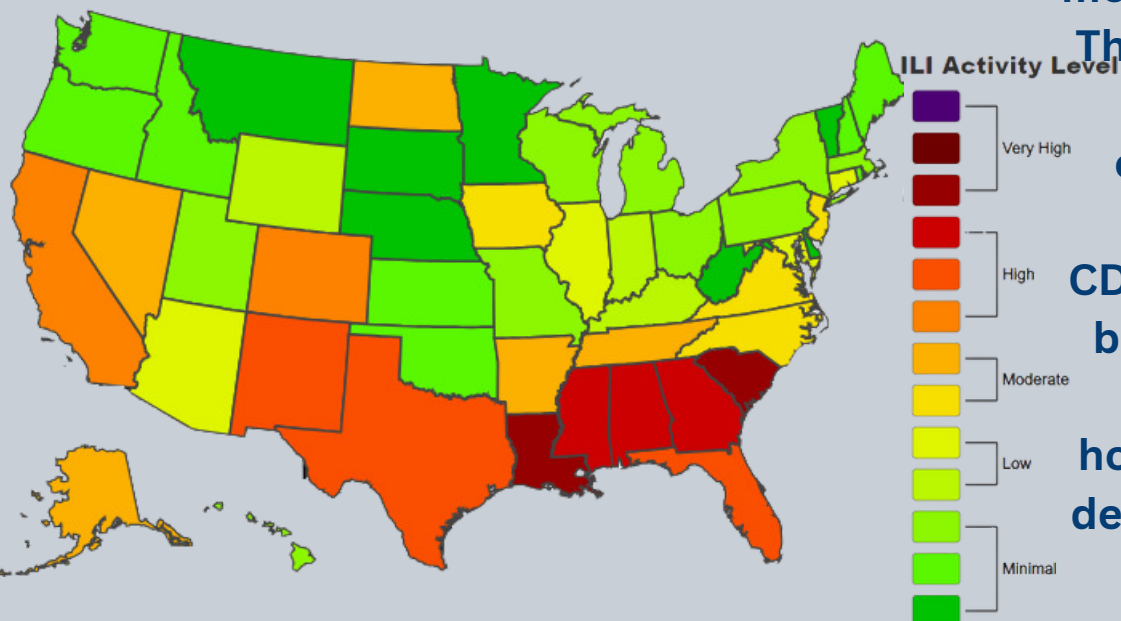 Th
ILI Activity Level
Very High
High
CD
b
Moderate
Low
ho
de
Minimal